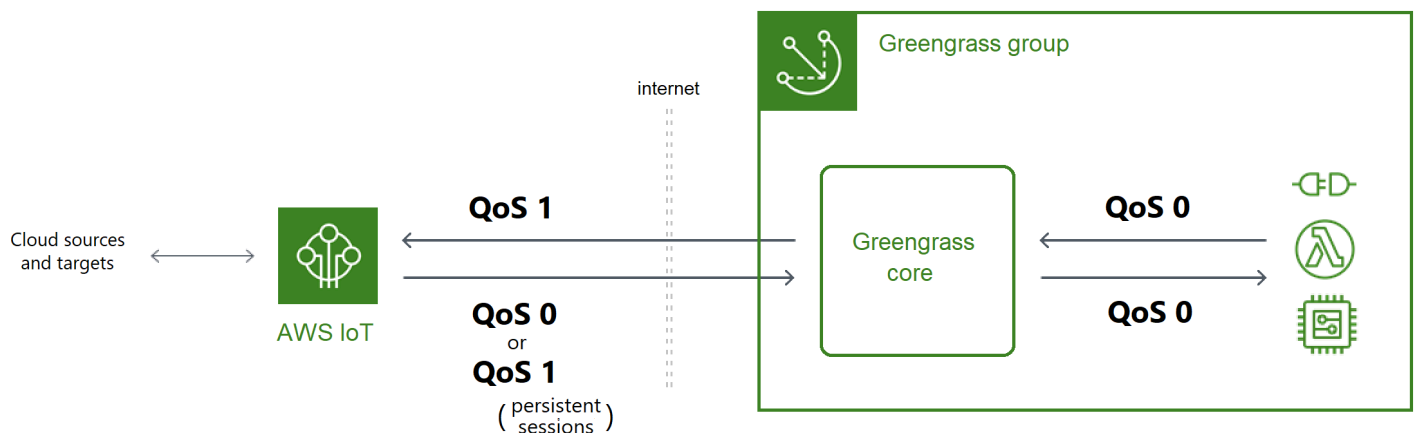 Greengrass group
internet
QoS 1
QoS 0
Cloud sources
and targets
Greengrass
core
AWS IoT
QoS 0
or
QoS 1
(persistent
sessions)
QoS 0